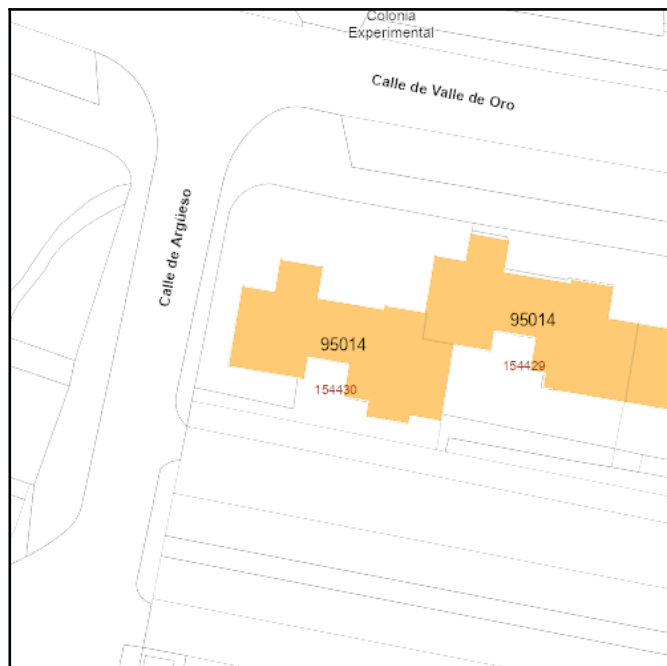 Colonia
Experimental
Calle de Valle de Oro
Calle de Argüeso
95014
154429
95014
154430